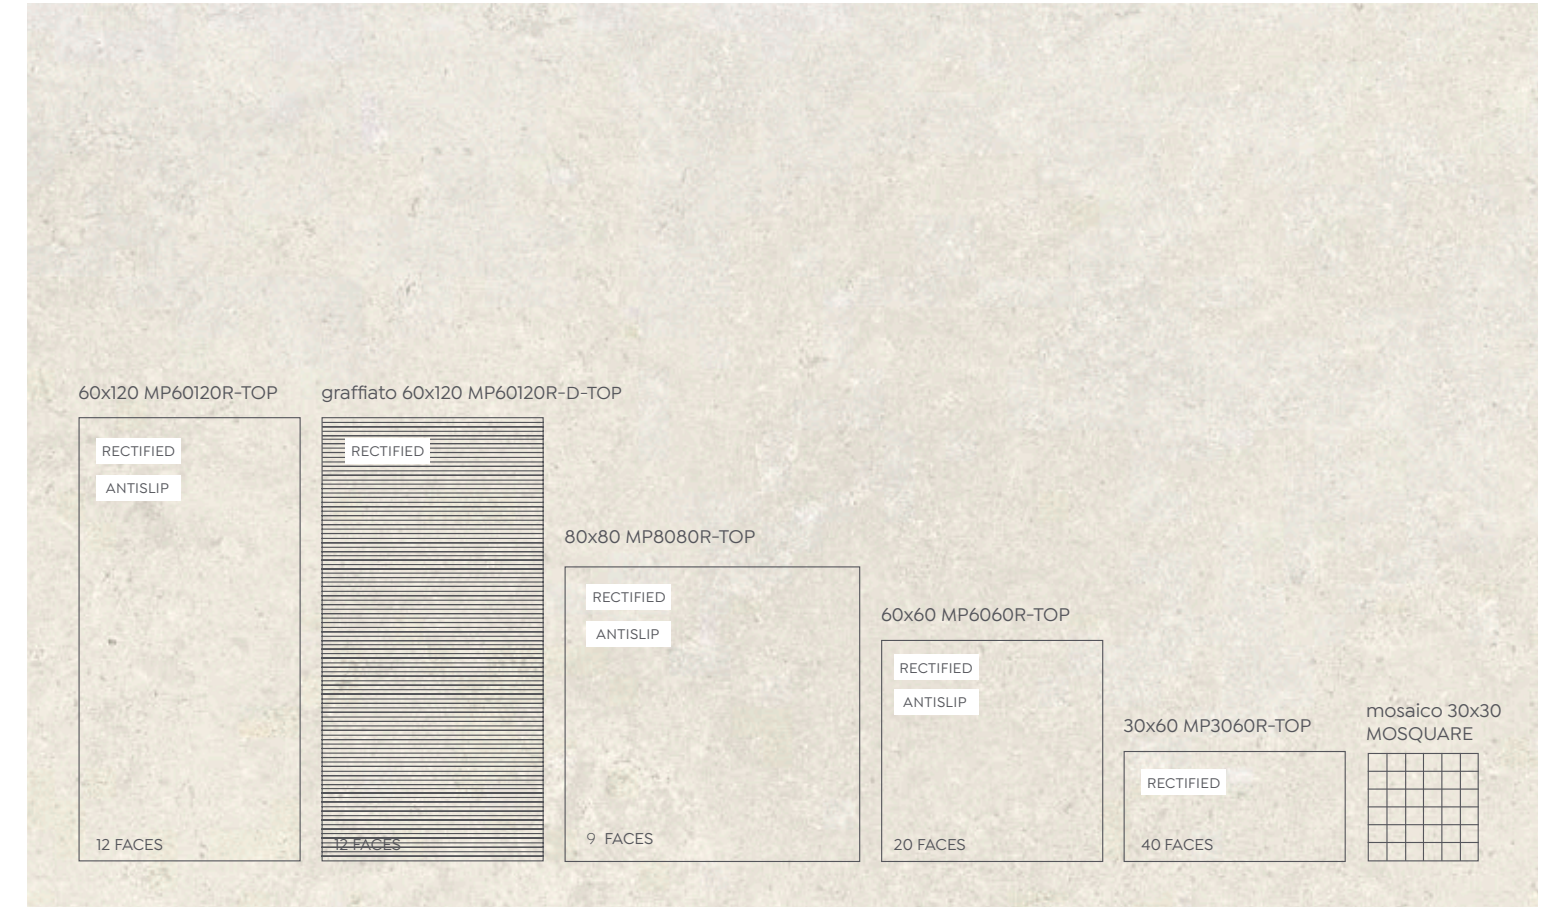 60x120 MP60120R-TOP
RECTIFIED
ANTISLIP
12 FACES
graffiato 60x120 MP60120R-D-TOP
RECTIFIED
12 FACES
80x80 MP8080R-TOP
RECTIFIED
ANTISLIP
9 FACES
60x60 MP6060R-TOP
RECTIFIED
ANTISLIP
20 FACES
30x60 MP3060R-TOP
RECTIFIED
40 FACES
mosaico 30x30
MOSQUARE